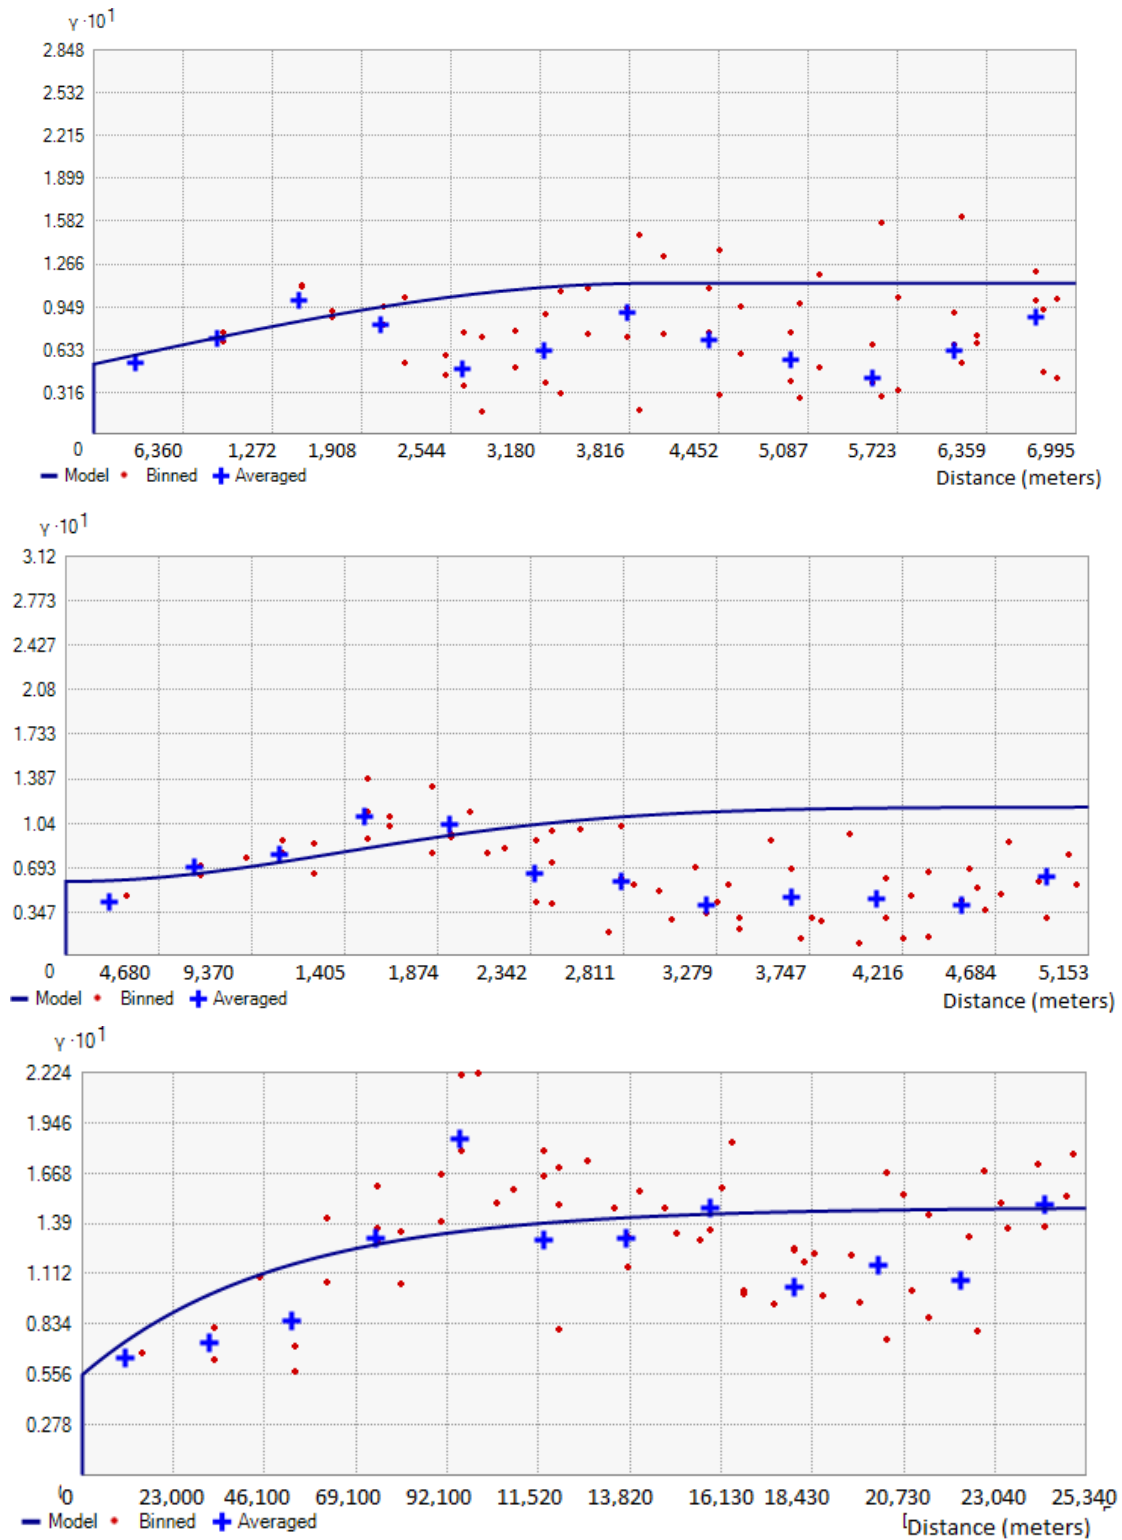 γ·10¹
2.848
2.532
2.215
1.899
1.582
1.266
0.949
0.633
0.316
0 6,360 1,272 1,908 2,544 3,180 3,816 4,452 5,087 5,723 6,359 6,995
Model Binned Averaged Distance (meters)
γ·10¹
3.12
2.773
2.427
2.08
1.733
1.387
1.04
0.693
0.347
0 4,680 9,370 1,405 1,874 2,342 2,811 3,279 3,747 4,216 4,684 5,153
Model Binned Averaged Distance (meters)
γ·10¹
2.224
1.946
1.668
1.39
1.112
0.834
0.556
0.278
0 23,000 46,100 69,100 92,100 11,520 13,820 16,130 18,430 20,730 23,040 25,340
Model Binned Averaged Distance (meters)